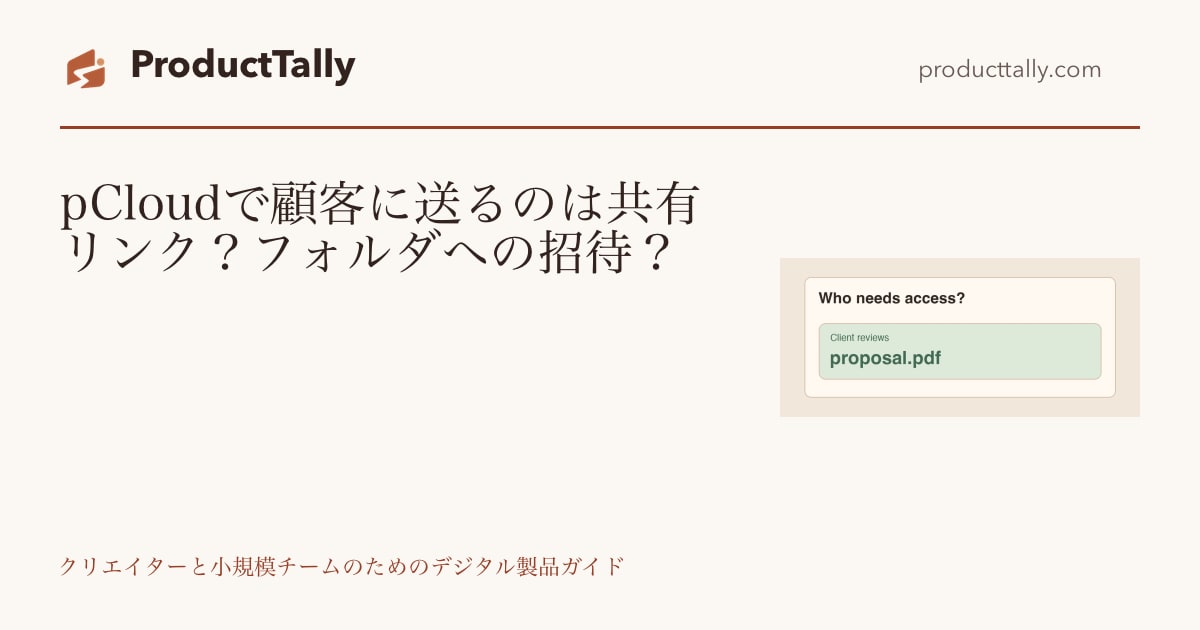 ProductTally
producttally.com
pCloudで顧客に送るのは共有
リンク？フォルダへの招待？
Who needs access?
Client reviews
proposal.pdf
クリエイターと小規模チームのためのデジタル製品ガイド